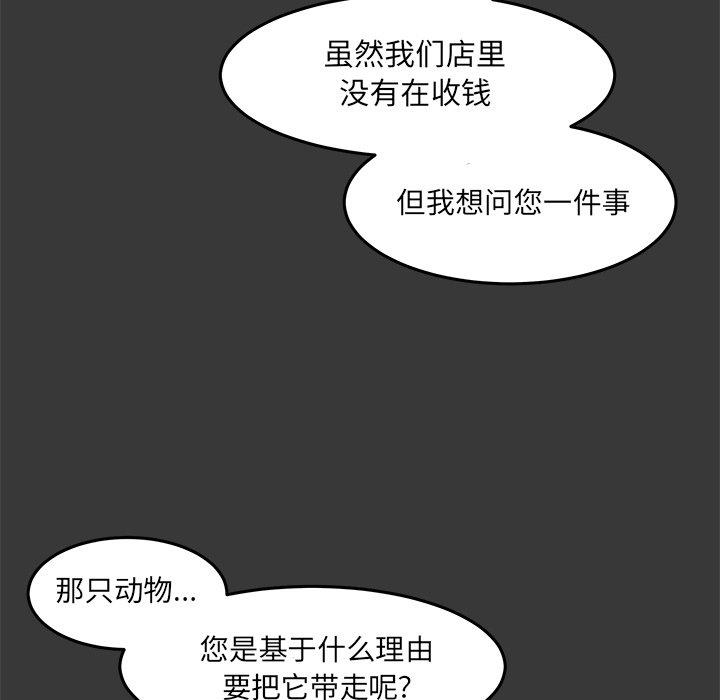 虽然我们店里
没有在收钱
但我想问您一件事
那只动物...
您是基于什么理由
要把它带走呢?